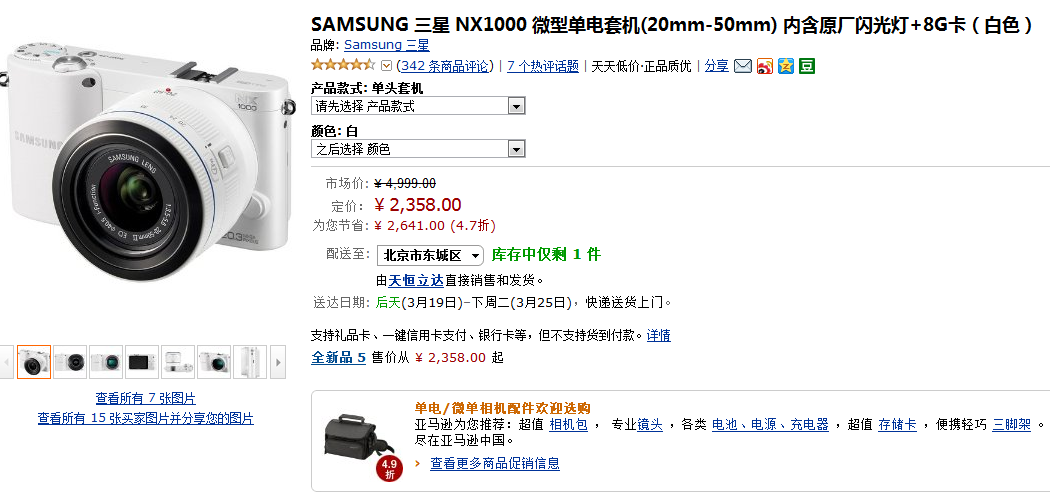 SAMSUNG 三星 NX1000 微型单电套机(20mm-50mm) 内含原厂闪光灯+8G卡（白色）
品牌: Samsung 三星
(342 条商品评论) | 7 个热评话题 | 天天低价·正品质优 | 分享 豆
产品款式: 单头套机
请先选择 产品款式
颜色: 白
之后选择 颜色
市场价: ¥ 4,999.00
定价: ¥ 2,358.00
为您节省: ¥ 2,641.00 (4.7折)
配送至: 北京市东城区 库存中仅剩 1 件
由天恒立达直接销售和发货。
送达日期: 后天(3月19日)-下周二(3月25日)，快递送货上门。
支持礼品卡、一键信用卡支付、银行卡等，但不支持货到付款。详情
全新品 5 售价从 ¥ 2,358.00 起
SAMSUNG
NX
1000
SAMSUNG LENS
i-Function
20.3
查看所有 7 张图片
查看所有 15 张买家图片并分享您的图片
单电/微单相机配件欢迎选购
亚马逊为您推荐：超值 相机包 ， 专业镜头 ，各类 电池、电源、充电器 ，超值 存储卡 ，便携轻巧 三脚架 。
尽在亚马逊中国。
查看更多商品促销信息
4.9
折